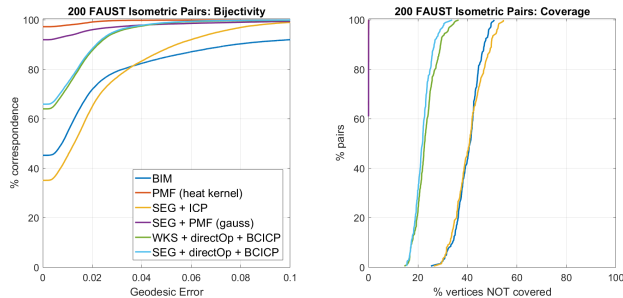 200 FAUST Isometric Pairs: Bijectivity
100
80
60
40
20
0
% correspondence
0
0.02
0.04
0.06
0.08
0.1
Geodesic Error
BIM
PMF (heat kernel)
SEG + ICP
SEG + PMF (gauss)
WKS + directOp + BCICP
SEG + directOp + BCICP
200 FAUST Isometric Pairs: Coverage
100
80
60
40
20
0
% pairs
0
20
40
60
80
100
% vertices NOT covered